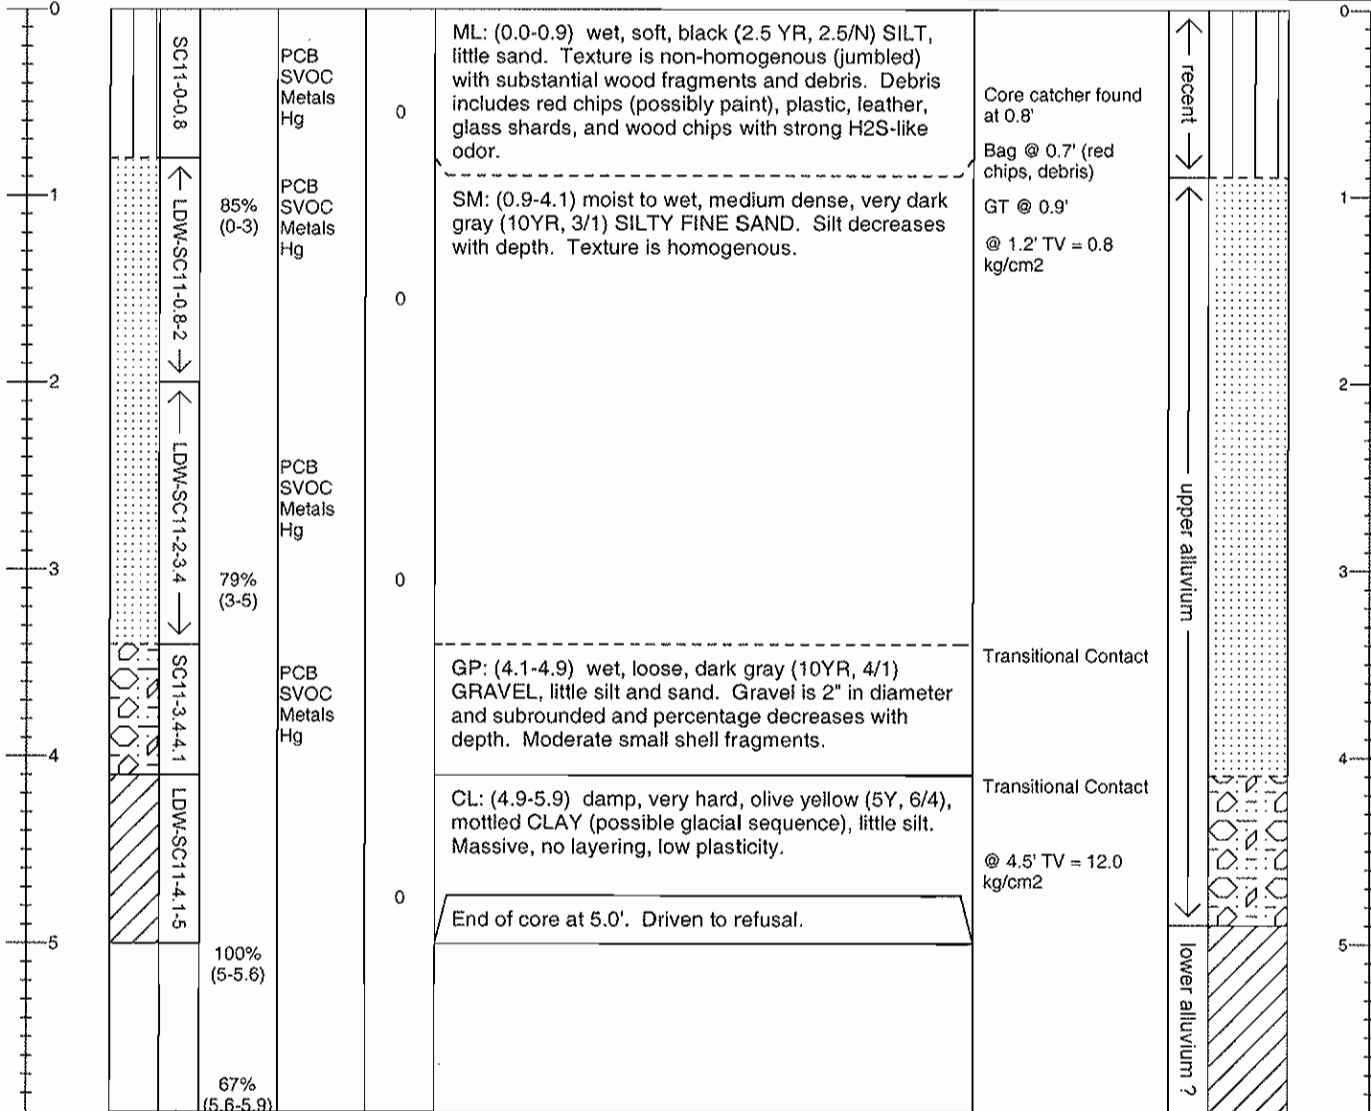 0
1
2
3
4
5
SC11-0-0.8
LDW-SC11-0.8-2
LDW-SC11-2-3.4
SC11-3.4-4.1
LDW-SC11-4.1-5
85%
(0-3)
79%
(3-5)
100%
(5-5.6)
67%
(5.6-5.9)
PCB
SVOC
Metals
Hg
PCB
SVOC
Metals
Hg
PCB
SVOC
Metals
Hg
PCB
SVOC
Metals
Hg
0
0
0
0
ML: (0.0-0.9) wet, soft, black (2.5 YR, 2.5/N) SILT,
little sand. Texture is non-homogenous (jumbled)
with substantial wood fragments and debris. Debris
includes red chips (possibly paint), plastic, leather,
glass shards, and wood chips with strong H2S-like
odor.
SM: (0.9-4.1) moist to wet, medium dense, very dark
gray (10YR, 3/1) SILTY FINE SAND. Silt decreases
with depth. Texture is homogenous.
GP: (4.1-4.9) wet, loose, dark gray (10YR, 4/1)
GRAVEL, little silt and sand. Gravel is 2" in diameter
and subrounded and percentage decreases with
depth. Moderate small shell fragments.
CL: (4.9-5.9) damp, very hard, olive yellow (5Y, 6/4),
mottled CLAY (possible glacial sequence), little silt.
Massive, no layering, low plasticity.
End of core at 5.0'. Driven to refusal.
Core catcher found
at 0.8'
Bag @ 0.7' (red
chips, debris)
GT @ 0.9'
@ 1.2' TV = 0.8
kg/cm2
Transitional Contact
Transitional Contact
@ 4.5' TV = 12.0
kg/cm2
recent
upper alluvium
lower alluvium ?
0
1
2
3
4
5